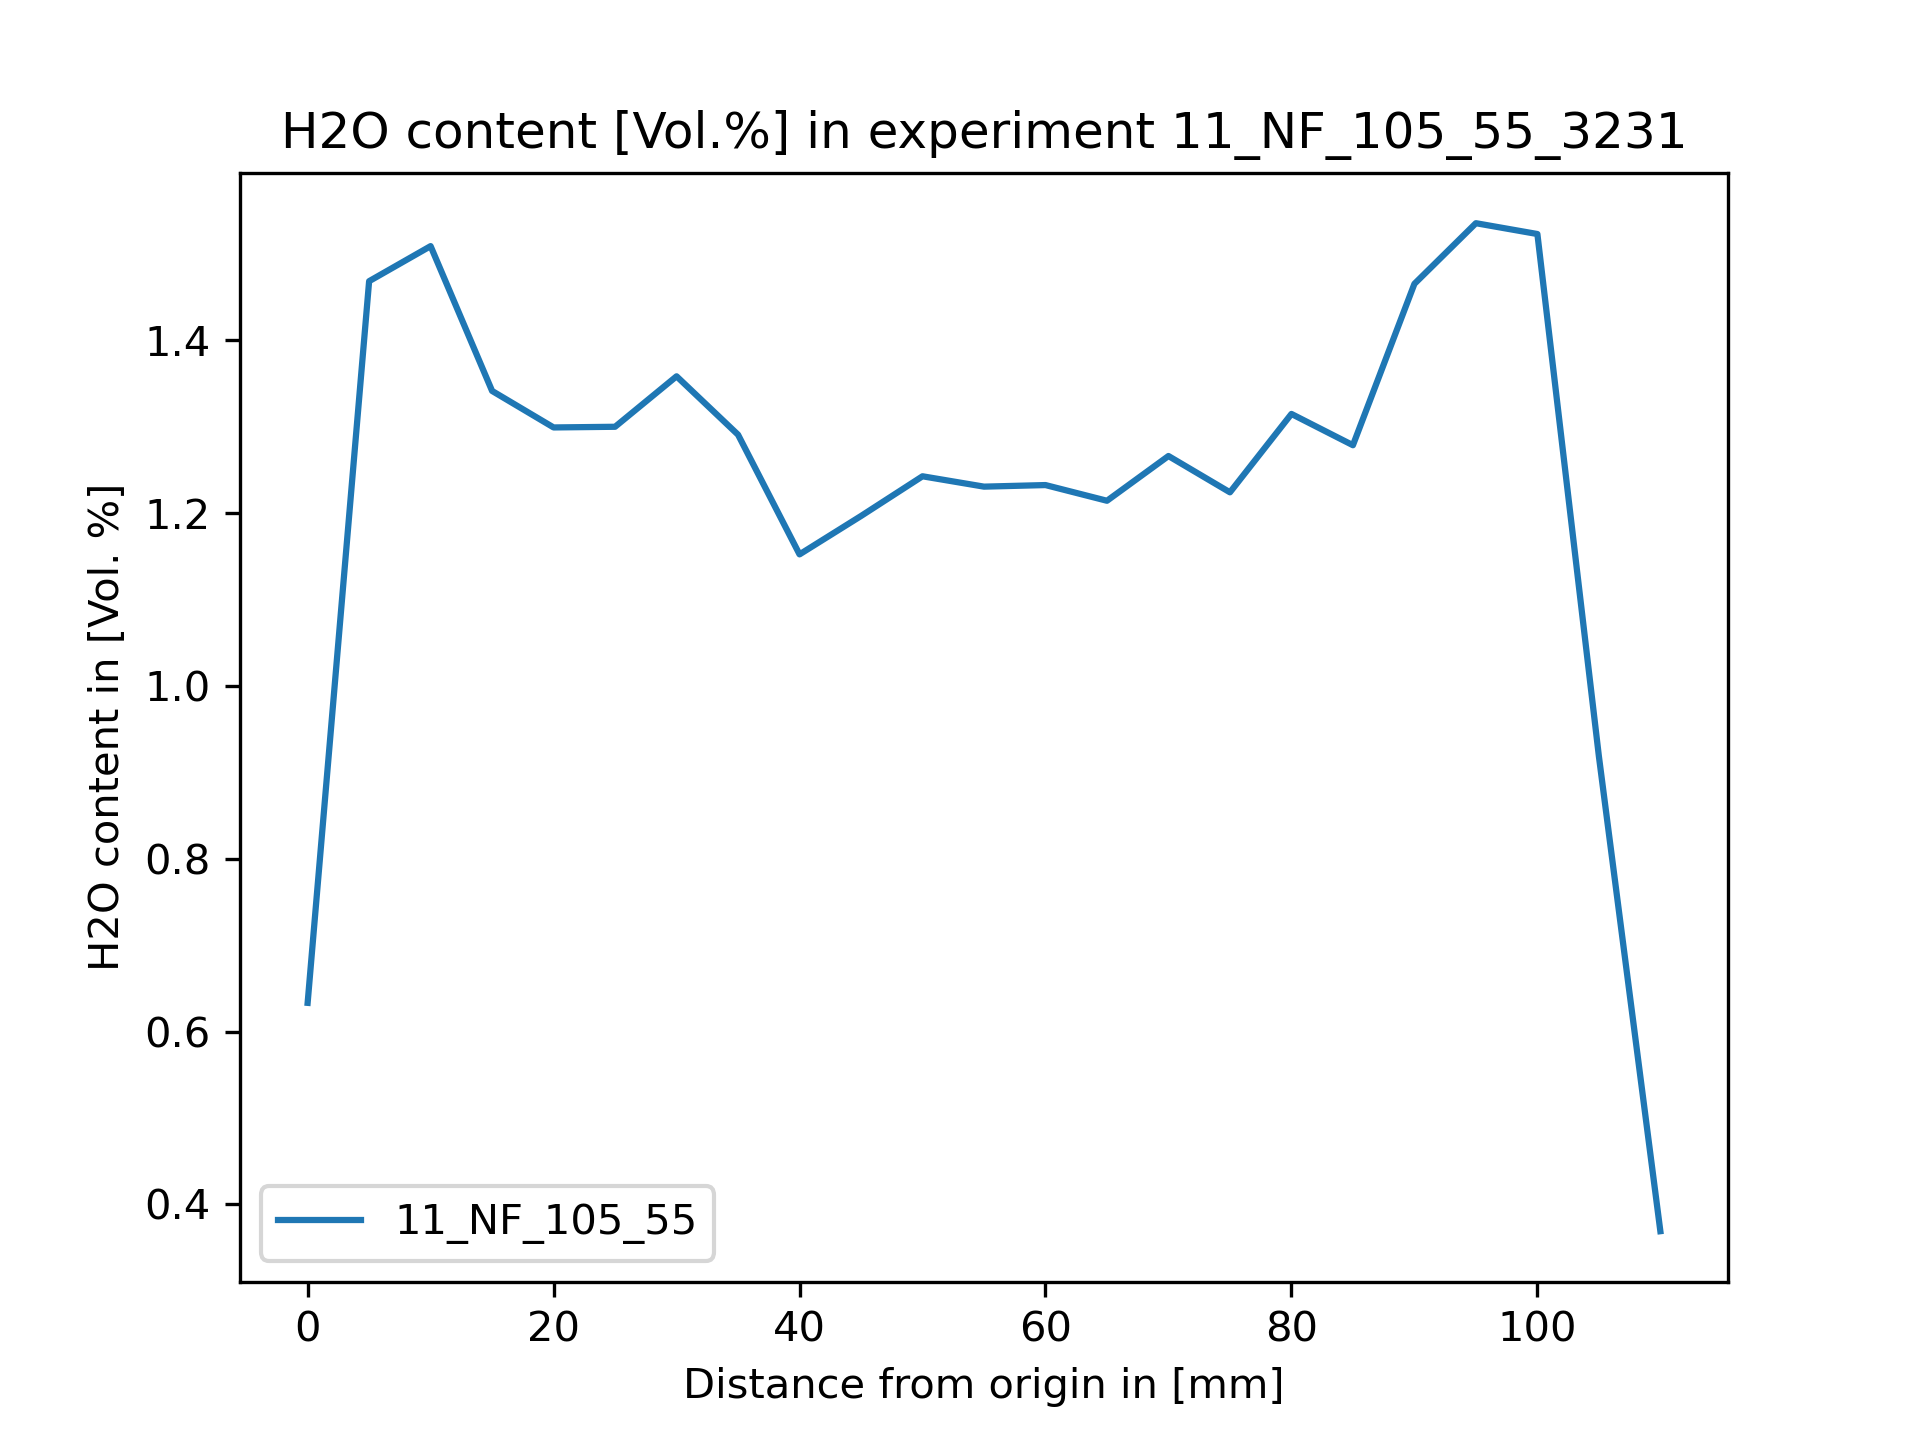 H2O content [Vol.%] in experiment 11_NF_105_55_3231
H2O content in [Vol. %]
1.4
1.2
1.0
0.8
0.6
0.4
11_NF_105_55
0 20 40 60 80 100
Distance from origin in [mm]